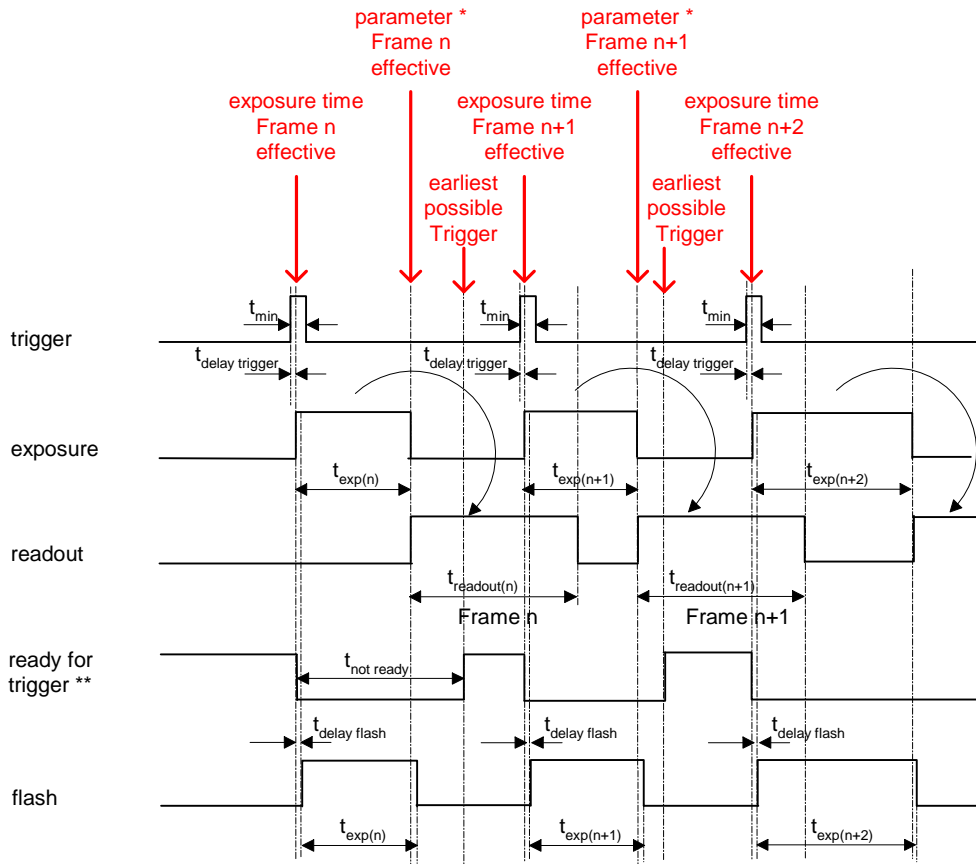 parameter *
Frame n
effective
parameter *
Frame n+1
effective
exposure time
Frame n
effective
exposure time
Frame n+1
effective
exposure time
Frame n+2
effective
earliest
possible
Trigger
earliest
possible
Trigger
trigger
tmin
tmin
tmin
tdelay trigger
tdelay trigger
tdelay trigger
exposure
texp(n)
texp(n+1)
texp(n+2)
readout
treadout(n)
treadout(n+1)
Frame n
Frame n+1
ready for
trigger **
tnot ready
tdelay flash
tdelay flash
tdelay flash
flash
texp(n)
texp(n+1)
texp(n+2)